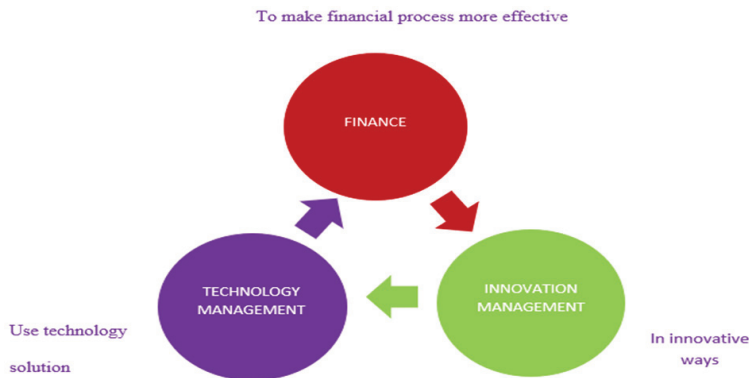 To make financial process more effective
FINANCE
TECHNOLOGY
MANAGEMENT
INNOVATION
MANAGEMENT
Use technology
solution
In innovative
ways